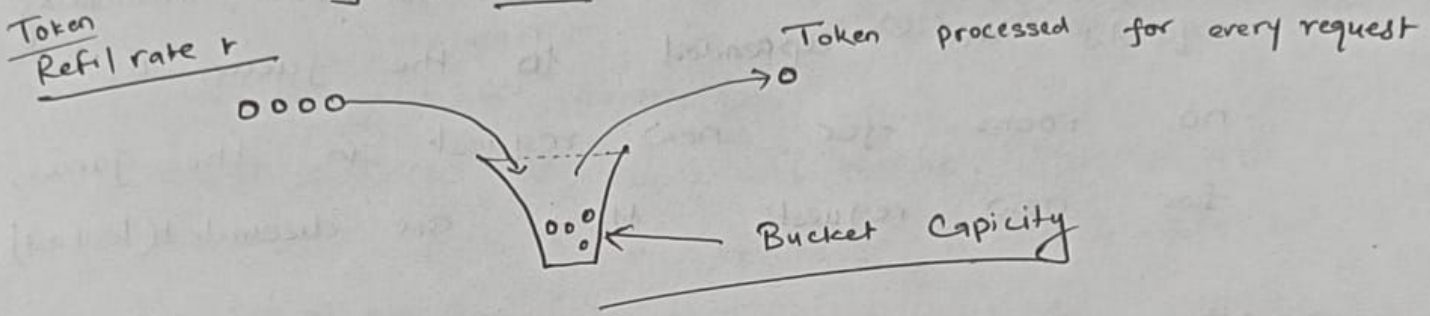 Token
Refil rate r
Token processed for every request
Bucket Capicity